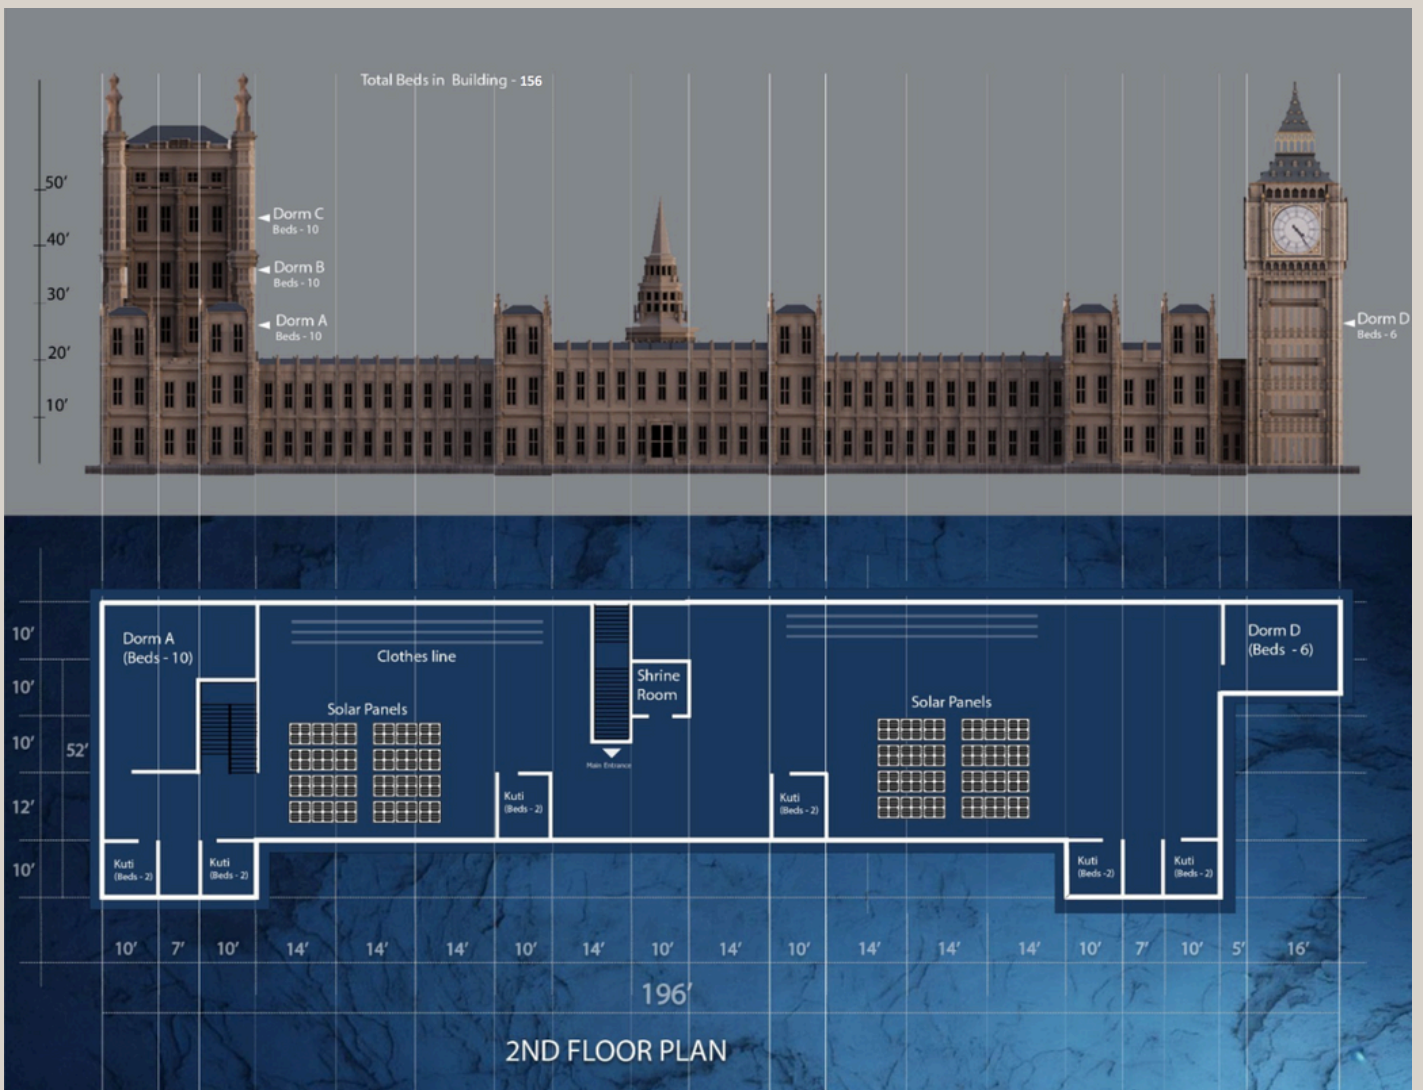 Total Beds in Building - 156
50'
40'
30'
20'
10'
Dorm C
Beds - 10
Dorm B
Beds - 10
Dorm A
Beds - 10
Dorm D
Beds - 6
10'
10'
10'
52'
12'
10'
Dorm A
(Beds - 10)
Clothes line
Solar Panels
Shrine
Room
Main Entrance
Solar Panels
Dorm D
(Beds - 6)
Kuti
(Beds - 2)
Kuti
(Beds - 2)
Kuti
(Beds - 2)
Kuti
(Beds - 2)
Kuti
(Beds -2)
Kuti
(Beds - 2)
10' 7' 10' 14' 14' 14' 10' 14' 10' 14' 10' 14' 14' 14' 10' 7' 10' 5' 16'
196'
2ND FLOOR PLAN